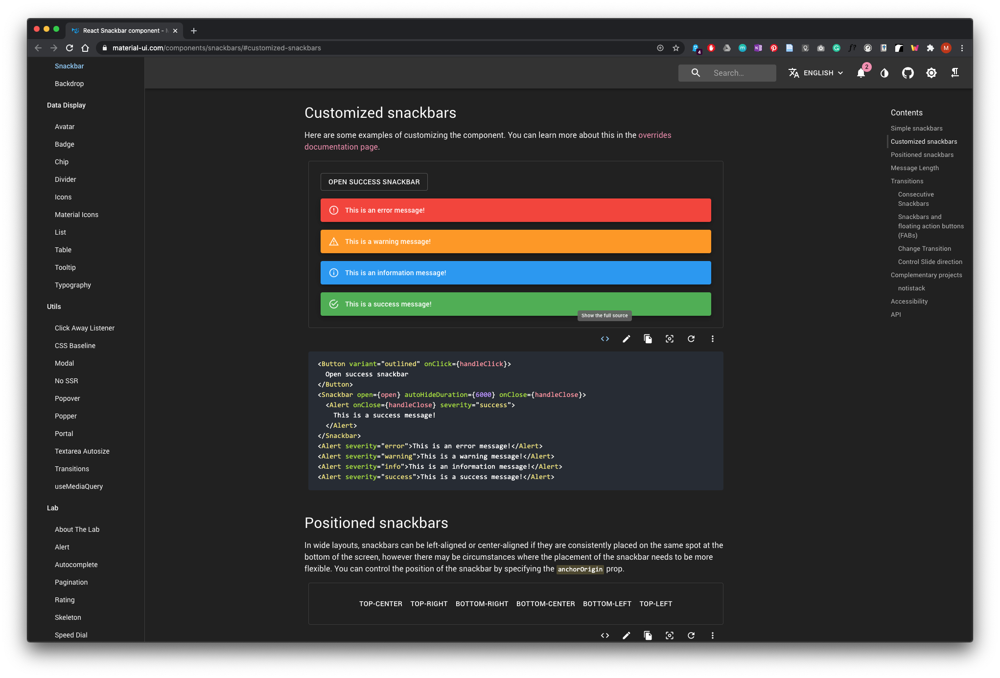 React Snackbar component - M
material-ui.com/components/snackbars/#customized-snackbars
4
M
Snackbar
Backdrop
Data Display
Avatar
Badge
Chip
Divider
Icons
Material Icons
List
Table
Tooltip
Typography
Utils
Click Away Listener
CSS Baseline
Modal
No SSR
Popover
Popper
Portal
Textarea Autosize
Transitions
useMediaQuery
Lab
About The Lab
Alert
Autocomplete
Pagination
Rating
Skeleton
Speed Dial
Search…
ENGLISH
2
Customized snackbars
Here are some examples of customizing the component. You can learn more about this in the overrides
documentation page.
OPEN SUCCESS SNACKBAR
This is an error message!
This is a warning message!
This is an information message!
This is a success message!
Show the full source
<Button variant="outlined" onClick={handleClick}>
Open success snackbar
</Button>
<Snackbar open={open} autoHideDuration={6000} onClose={handleClose}>
<Alert onClose={handleClose} severity="success">
This is a success message!
</Alert>
</Snackbar>
<Alert severity="error">This is an error message!</Alert>
<Alert severity="warning">This is a warning message!</Alert>
<Alert severity="info">This is an information message!</Alert>
<Alert severity="success">This is a success message!</Alert>
Positioned snackbars
In wide layouts, snackbars can be left-aligned or center-aligned if they are consistently placed on the same spot at the
bottom of the screen, however there may be circumstances where the placement of the snackbar needs to be more
flexible. You can control the position of the snackbar by specifying the anchorOrigin prop.
TOP-CENTER TOP-RIGHT BOTTOM-RIGHT BOTTOM-CENTER BOTTOM-LEFT TOP-LEFT
Contents
Simple snackbars
Customized snackbars
Positioned snackbars
Message Length
Transitions
Consecutive
Snackbars
Snackbars and
floating action buttons
(FABs)
Change Transition
Control Slide direction
Complementary projects
notistack
Accessibility
API